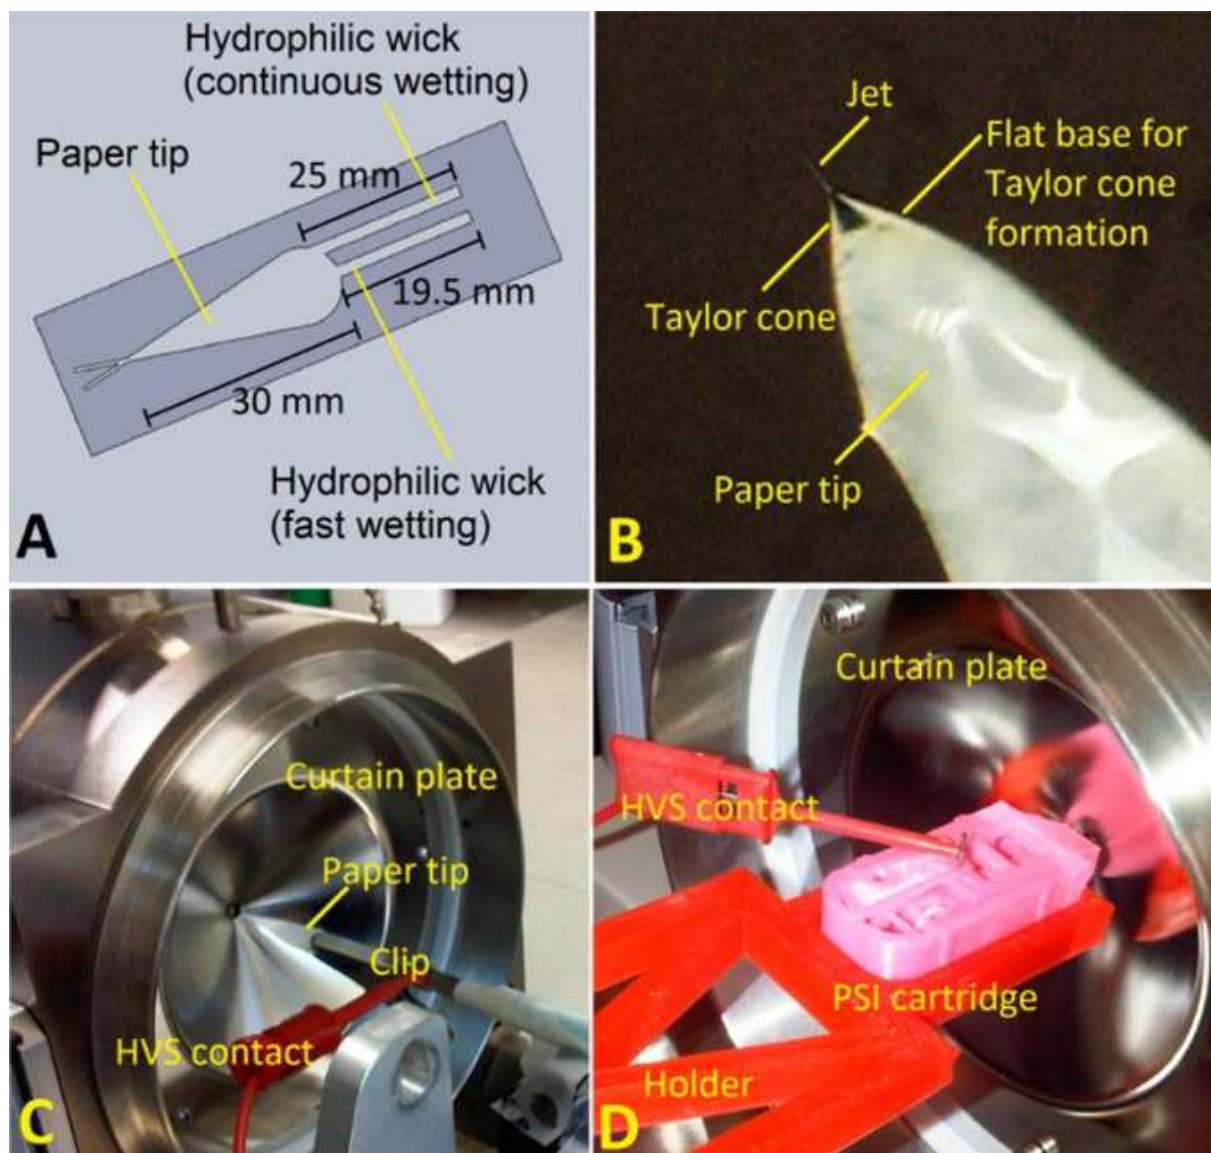 Hydrophilic wick
(continuous wetting)
Paper tip
25 mm
19.5 mm
30 mm
Hydrophilic wick
(fast wetting)
A
Jet
Flat base for
Taylor cone
formation
Taylor cone
Paper tip
B
Curtain plate
Paper tip
Clip
HVS contact
C
Curtain plate
HVS contact
PSI cartridge
Holder
D